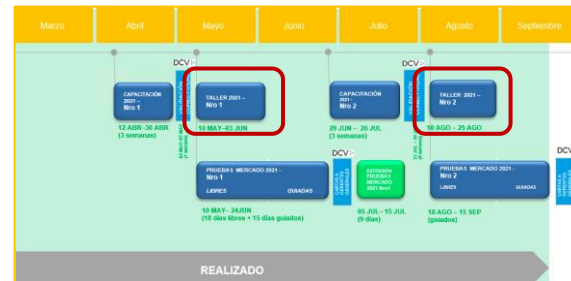 Marzo
Abril
Mayo
Junio
Julio
Agosto
Septiembre
DCV
DCV
CAPACITACIÓN
2021 –
Nro 1
TALLER 2021 –
Nro 1
CAPACITACIÓN
2021 -
Nro 2
TALLER 2021 –
Nro 2
12 ABR-30 ABR
(3 semanas)
10 MAY-03 JUN
29 JUN – 20 JUL
(3 semanas)
10 AGO – 25 AGO
DCV
DCV
PRUEBAS MERCADO 2021 -
Nro 1
LIBRES
GUIADAS
EXTENSIÓN
PRUEBAS
MERCADO
2021 Nro1
PRUEBAS MERCADO 2021 -
Nro 2
LIBRES
GUIADAS
10 MAY– 24JUN
(18 días libres + 15 días guiados)
05 JUL– 15 JUL
(9 días)
10 AGO – 15 SEP
(guiados)
REALIZADO